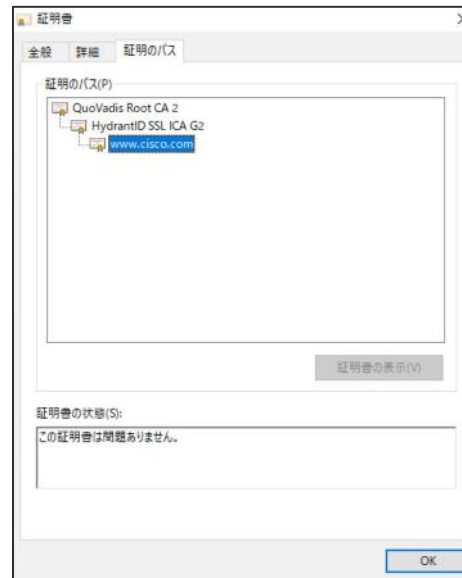 証明書
全般 詳細 証明のパス
証明のパス(P)
QuoVadis Root CA 2
HydrantID SSL ICA G2
www.cisco.com
証明書の表示(V)
証明書の状態(S):
この証明書は問題ありません。
OK